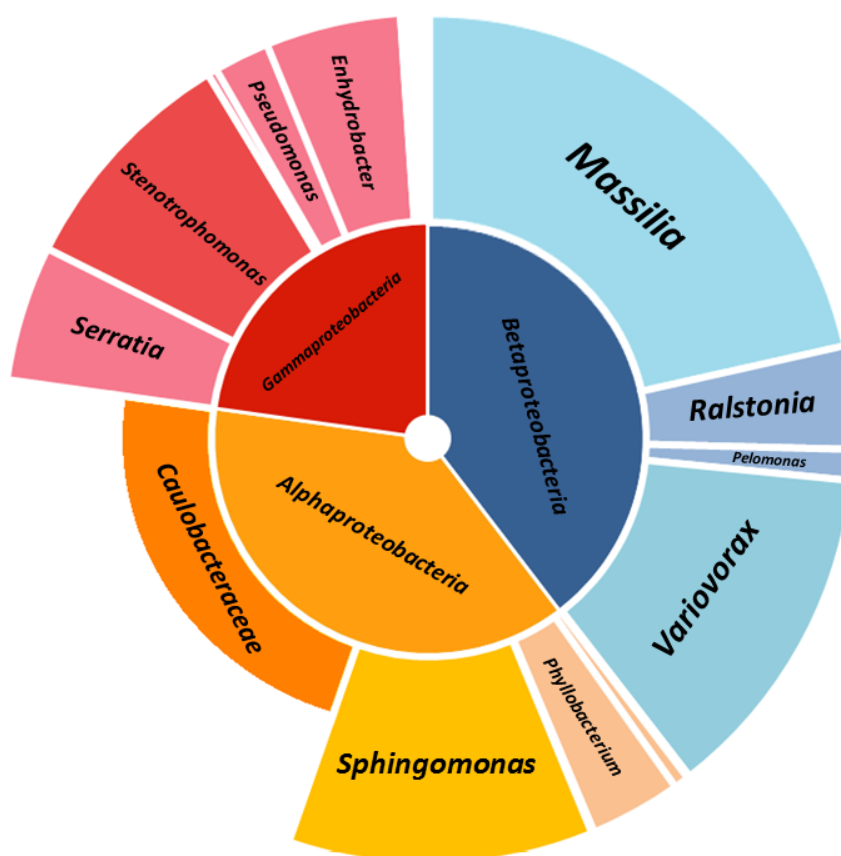 Enhydrobacter
Pseudomonas
Stenotrophomonas
Serratia
Massilia
Ralstonia
Pelomonas
Variovorax
Gammaproteobacteria
Betaproteobacteria
Alphaproteobacteria
Caulobacteraceae
Sphingomonas
Phyllobacterium